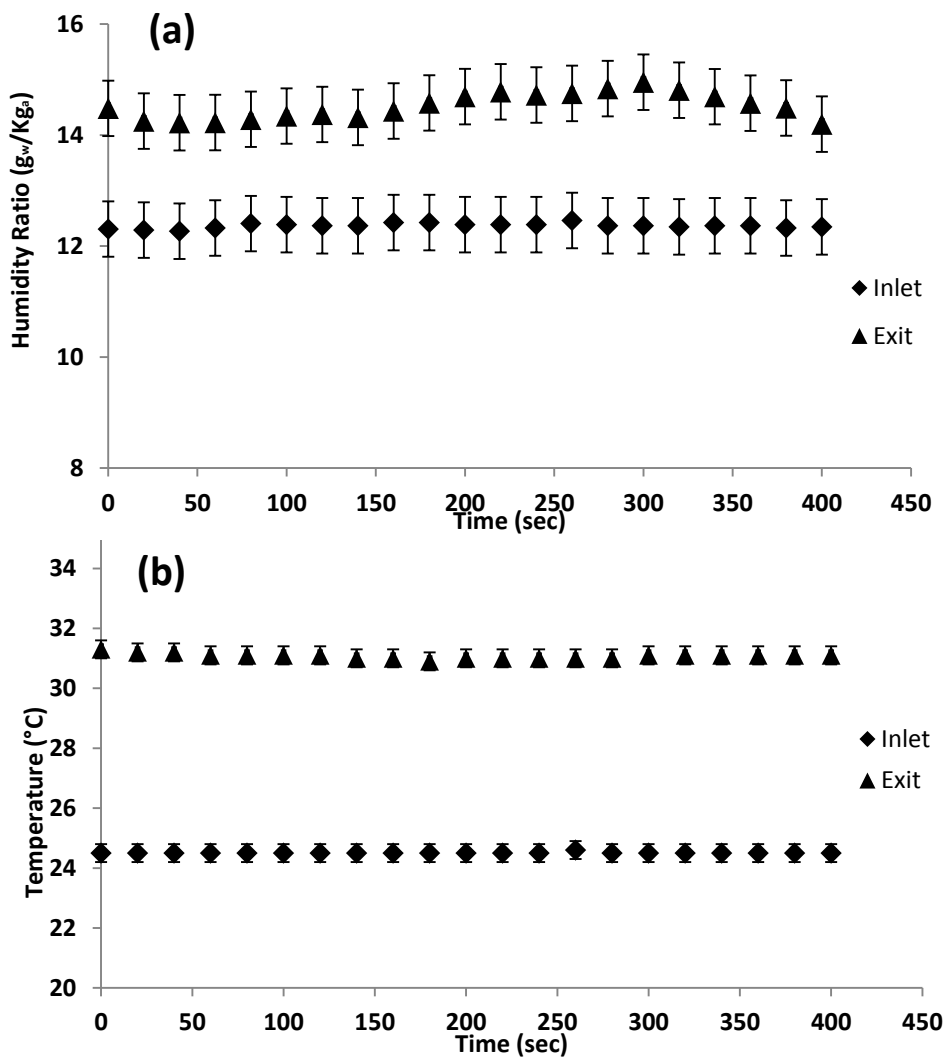 (a)
Humidity Ratio (gw/Kga)
16
14
12
10
8
0 50 100 150 200 250 300 350 400 450
Time (sec)
Inlet
Exit
(b)
Temperature (°C)
34
32
30
28
26
24
22
20
0 50 100 150 200 250 300 350 400 450
Time (sec)
Inlet
Exit